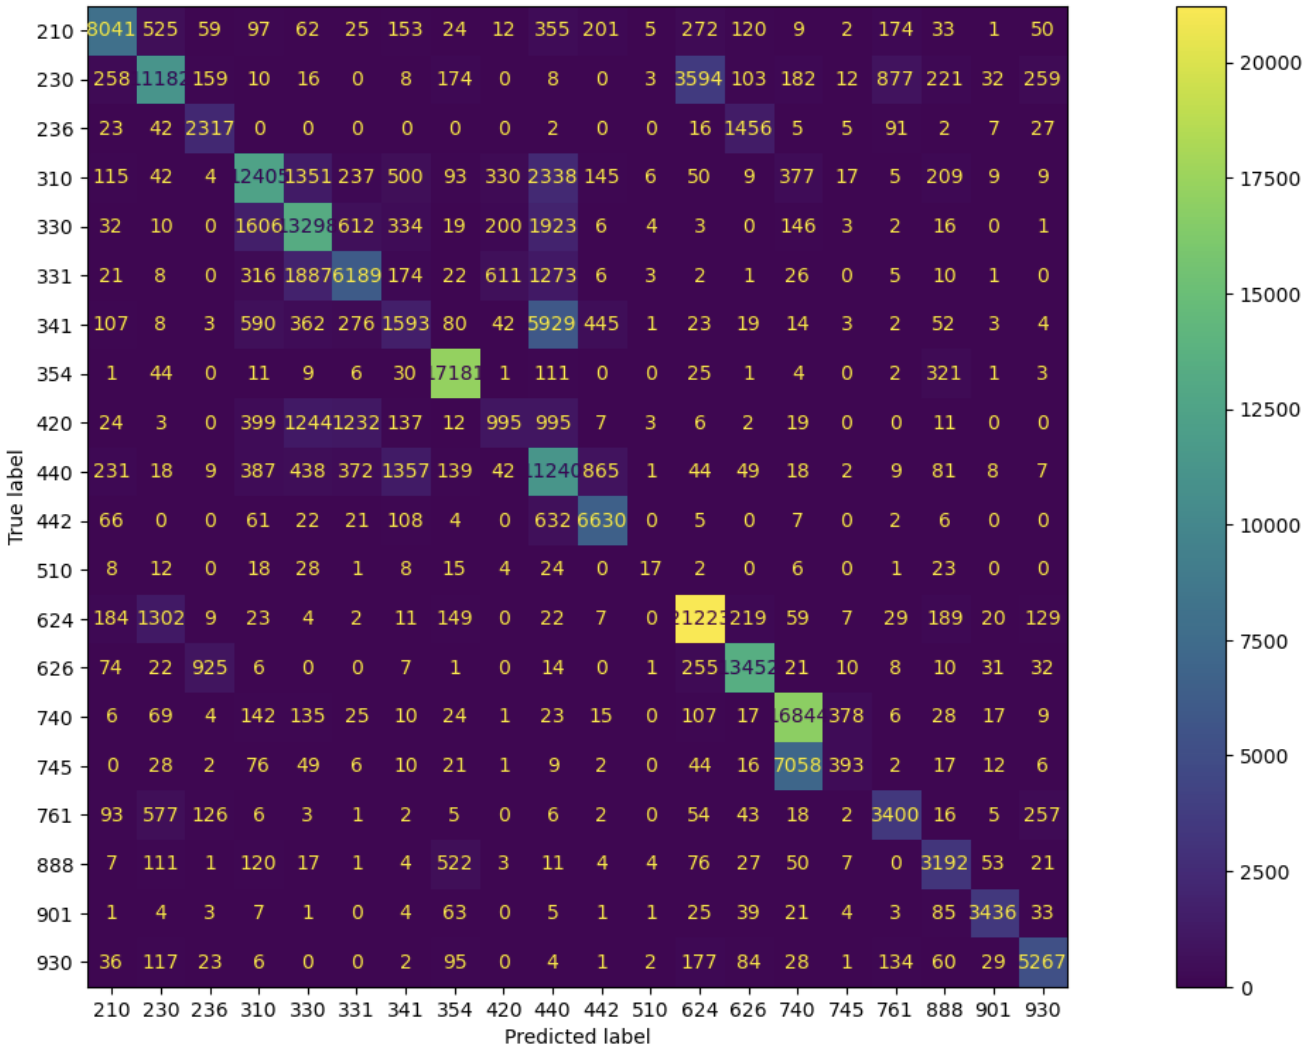 210 8041 525 59 97 62 25 153 24 12 355 201 5 272 120 9 2 174 33 1 50
230 258 11182 159 10 16 0 8 174 0 8 0 3 3594 103 182 12 877 221 32 259
236 23 42 2317 0 0 0 0 0 0 2 0 0 16 1456 5 5 91 2 7 27
310 115 42 4 12405 1351 237 500 93 330 2338 145 6 50 9 377 17 5 209 9 9
330 32 10 0 1606 13298 612 334 19 200 1923 6 4 3 0 146 3 2 16 0 1
331 21 8 0 316 1887 6189 174 22 611 1273 6 3 2 1 26 0 5 10 1 0
341 107 8 3 590 362 276 1593 80 42 5929 445 1 23 19 14 3 2 52 3 4
354 1 44 0 11 9 6 30 17181 1 111 0 0 25 1 4 0 2 321 1 3
420 24 3 0 399 1244 1232 137 12 995 995 7 3 6 2 19 0 0 11 0 0
440 231 18 9 387 438 372 1357 139 42 11240 865 1 44 49 18 2 9 81 8 7
442 66 0 0 61 22 21 108 4 0 632 6630 0 5 0 7 0 2 6 0 0
510 8 12 0 18 28 1 8 15 4 24 0 17 2 0 6 0 1 23 0 0
624 184 1302 9 23 4 2 11 149 0 22 7 0 21223 219 59 7 29 189 20 129
626 74 22 925 6 0 0 7 1 0 14 0 1 255 13452 21 10 8 10 31 32
740 6 69 4 142 135 25 10 24 1 23 15 0 107 17 16844 378 6 28 17 9
745 0 28 2 76 49 6 10 21 1 9 2 0 44 16 7058 393 2 17 12 6
761 93 577 126 6 3 1 2 5 0 6 2 0 54 43 18 2 3400 16 5 257
888 7 111 1 120 17 1 4 522 3 11 4 4 76 27 50 7 0 3192 53 21
901 1 4 3 7 1 0 4 63 0 5 1 1 25 39 21 4 3 85 3436 33
930 36 117 23 6 0 0 2 95 0 4 1 2 177 84 28 1 134 60 29 5267
210 230 236 310 330 331 341 354 420 440 442 510 624 626 740 745 761 888 901 930
Predicted label
True label
20000
17500
15000
12500
10000
7500
5000
2500
0